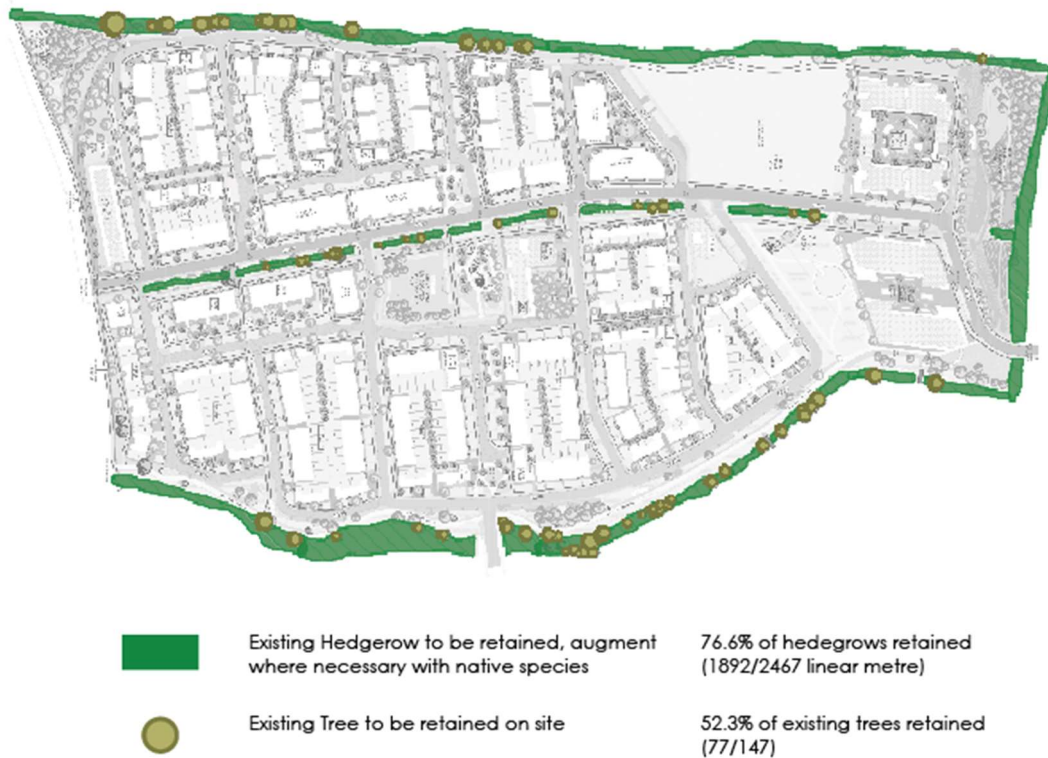 Existing Hedgerow to be retained, augment
where necessary with native species
76.6% of hedegrows retained
(1892/2467 linear metre)
Existing Tree to be retained on site
52.3% of existing trees retained
(77/147)